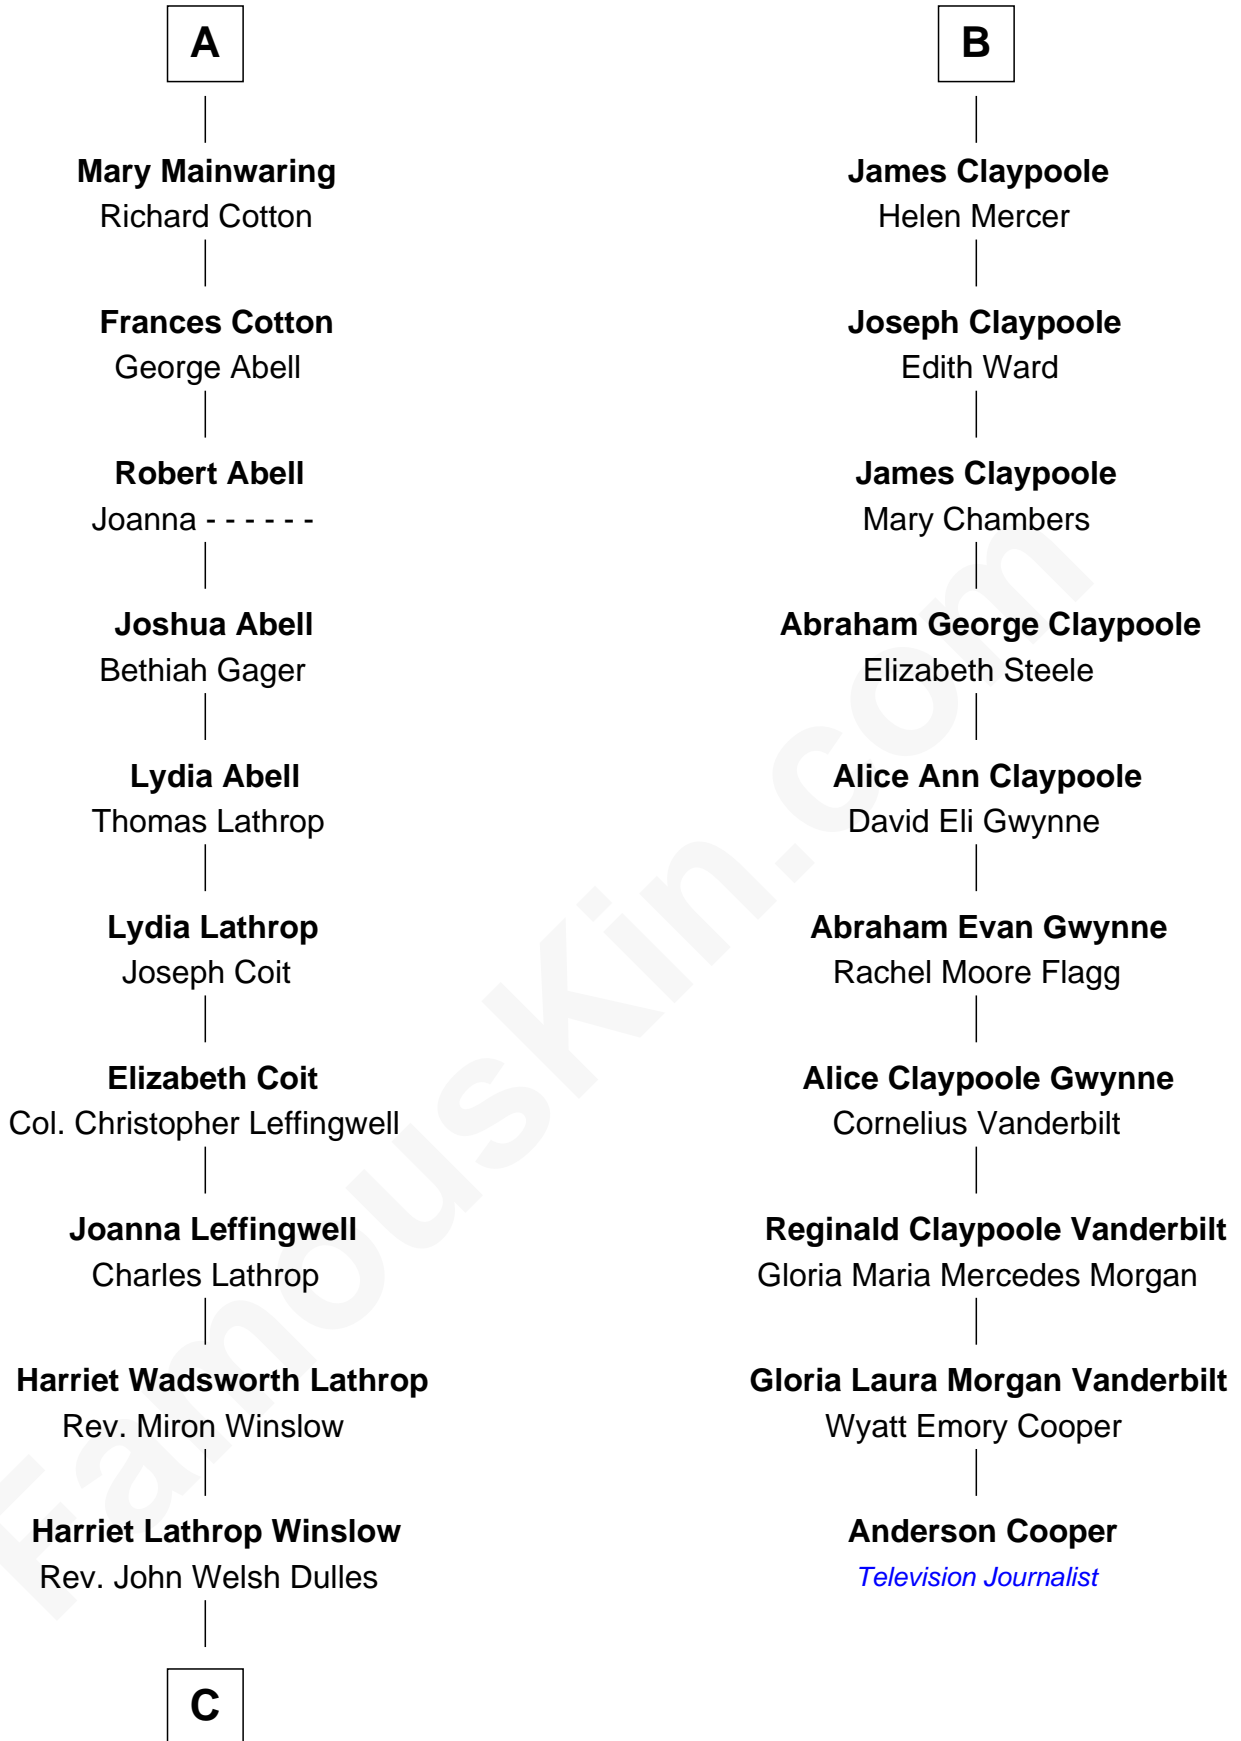 A
Mary Mainwaring
Richard Cotton
Frances Cotton
George Abell
Robert Abell
Joanna - - - - - -
Joshua Abell
Bethiah Gager
Lydia Abell
Thomas Lathrop
Lydia Lathrop
Joseph Coit
Elizabeth Coit
Col. Christopher Leffingwell
Joanna Leffingwell
Charles Lathrop
Harriet Wadsworth Lathrop
Rev. Miron Winslow
Harriet Lathrop Winslow
Rev. John Welsh Dulles
C
B
James Claypoole
Helen Mercer
Joseph Claypoole
Edith Ward
James Claypoole
Mary Chambers
Abraham George Claypoole
Elizabeth Steele
Alice Ann Claypoole
David Eli Gwynne
Abraham Evan Gwynne
Rachel Moore Flagg
Alice Claypoole Gwynne
Cornelius Vanderbilt
Reginald Claypoole Vanderbilt
Gloria Maria Mercedes Morgan
Gloria Laura Morgan Vanderbilt
Wyatt Emory Cooper
Anderson Cooper
Television Journalist
FamousKin.com